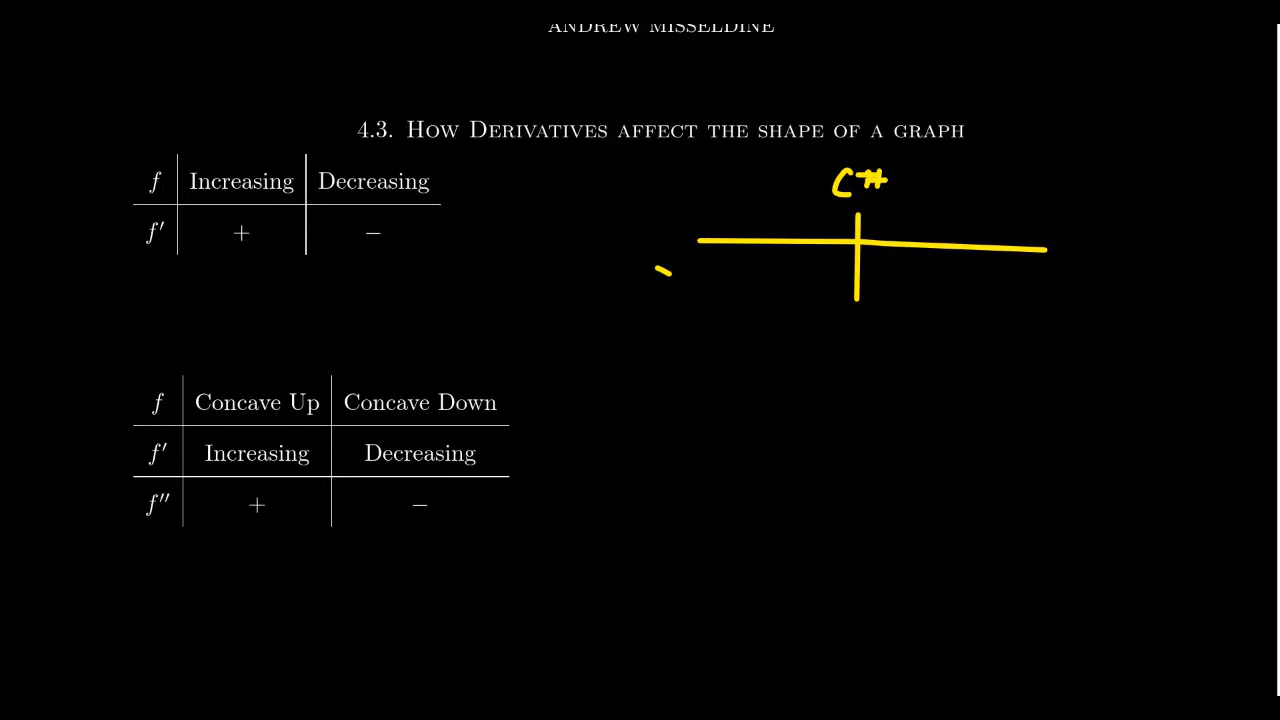 ANDREW MISSELDINE
4.3. How Derivatives affect the shape of a graph
f Increasing Decreasing
f′ + −
C#
f Concave Up Concave Down
f′ Increasing Decreasing
f″ + −